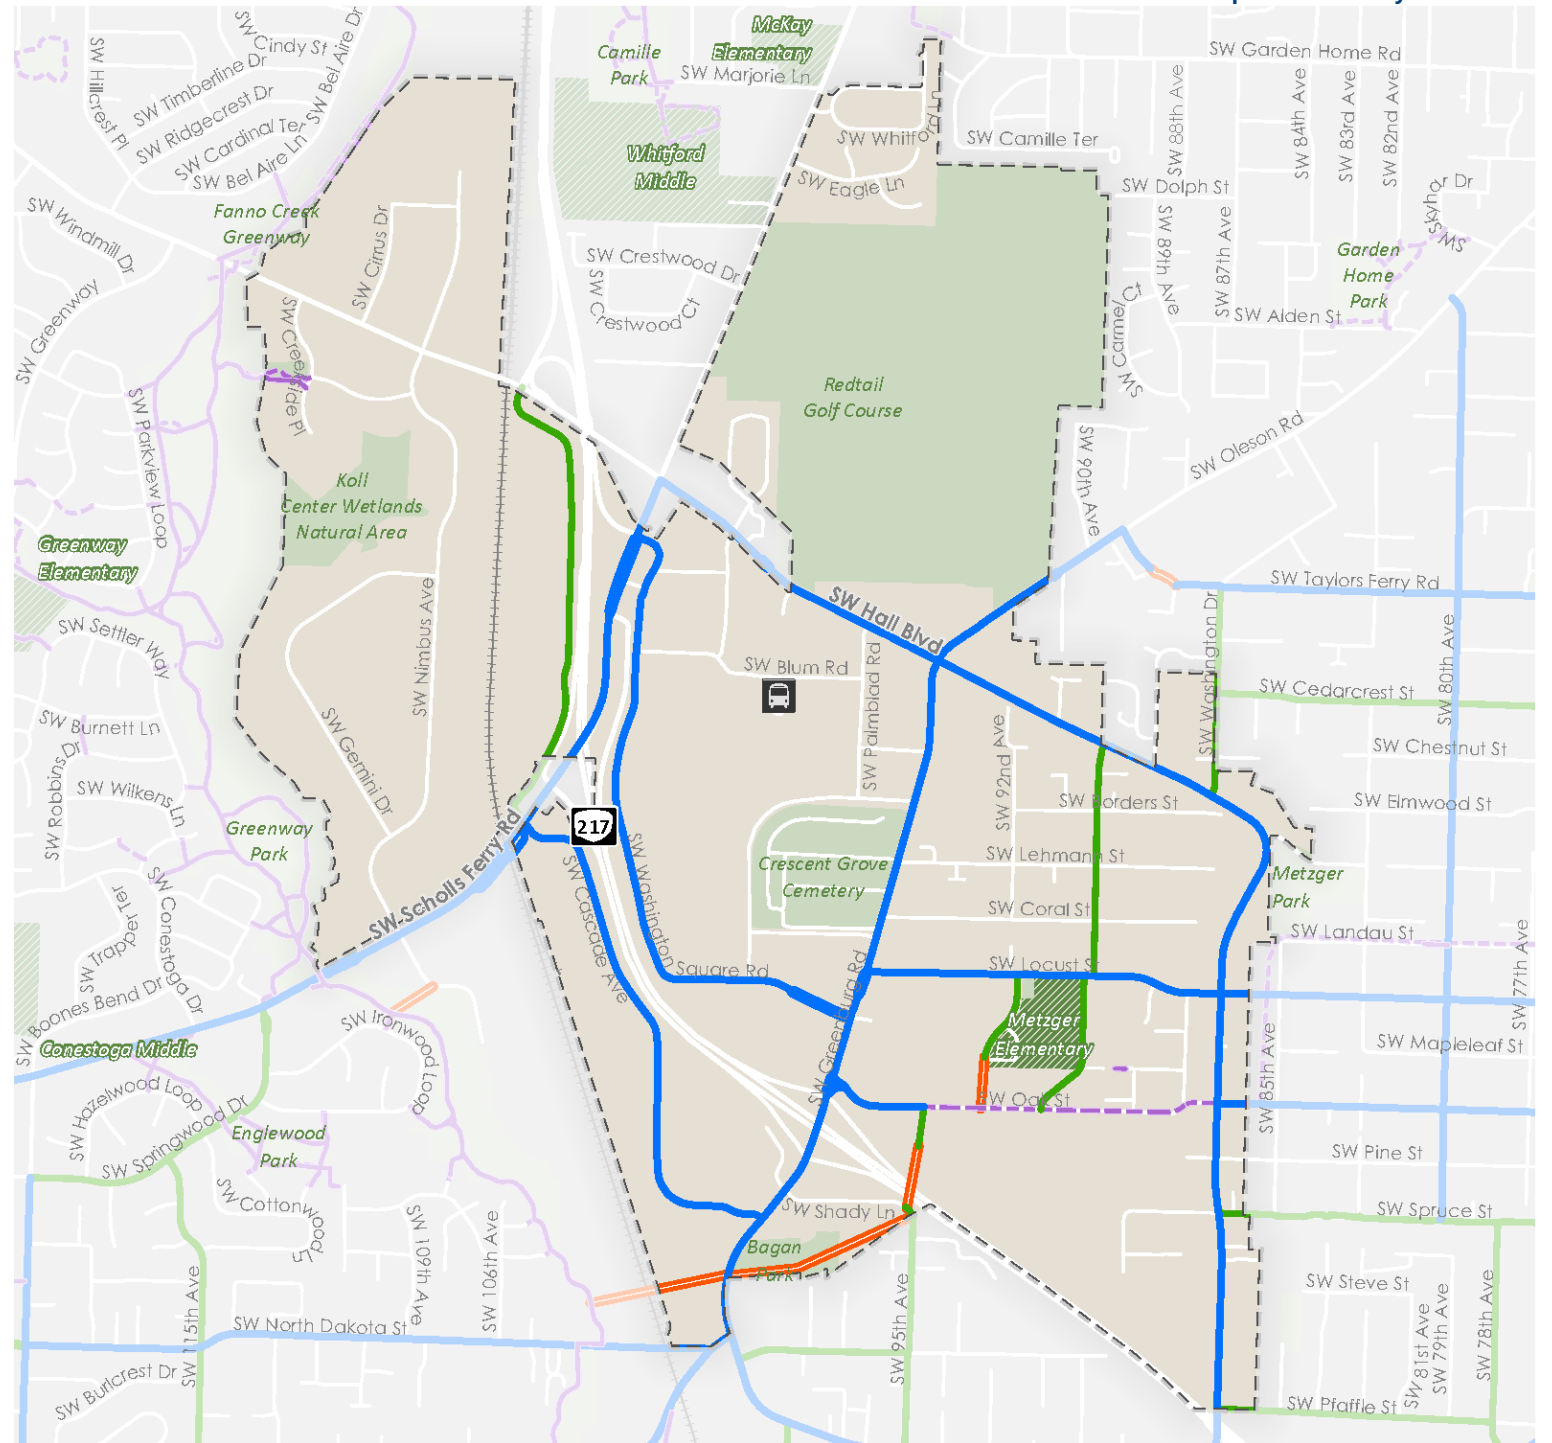 McKay
Elementary
Camille
Park
SW Marjorie Ln
SW Garden Home Rd
SW Cindy St
SW Hillcrest Pl
SW Timberline Dr
SW Bel Aire Dr
SW Ridgecrest Dr
SW Cardinal Ter
SW Bel Aire Ln
Whitford
Middle
SW Whitford Ln
SW Camille Ter
SW 88th Ave
SW 84th Ave
SW 83rd Ave
SW 82nd Ave
SW Eagle Ln
SW Dolph St
SW Skyhar Dr
Fanno Creek
Greenway
SW Windmill Dr
SW Cirrus Dr
SW Crestwood Dr
SW Crestwood Ct
SW 89th Ave
SW 87th Ave
Garden
Home
Park
SW Greenway
SW Creekside Pl
SW Carmel Ct
SW Alden St
Redtail
Golf Course
SW Parkview Loop
SW 90th Ave
SW Oleson Rd
Koll
Center Wetlands
Natural Area
Greenway
Elementary
SW Nimbus Ave
SW Taylors Ferry Rd
SW Hall Blvd
SW Settler Way
SW Blum Rd
SW Palmblad Rd
SW Washington Dr
SW 80th Ave
SW Cedarcrest St
SW Burnett Ln
SW Gemini Dr
SW 92nd Ave
SW Chestnut St
SW Robbins Dr
SW Wilkens Ln
SW Borders St
SW Elmwood St
217
Greenway
Park
SW Scholls Ferry Rd
SW Cascade Ave
SW Washington
Square Rd
Crescent Grove
Cemetery
SW Lehmann St
Metzger
Park
SW Trapper Ter
SW Conestoga Dr
SW Coral St
SW Landau St
SW 77th Ave
SW Locust St
SW Boones Bend Dr
SW Greenburg Rd
SW Ironwood Loop
Metzger
Elementary
Conestoga Middle
SW Mapleleaf St
SW 85th Ave
SW Hazelwood Loop
SW Oak St
SW Springwood Dr
Englewood
Park
SW Pine St
SW Cottonwood Ln
SW Shady Ln
SW Spruce St
SW 109th Ave
SW 106th Ave
Bagan
Park
SW Steve St
SW 115th Ave
SW North Dakota St
SW 95th Ave
SW 81st Ave
SW 79th Ave
SW 78th Ave
SW Burlcrest Dr
SW Pfaffle St